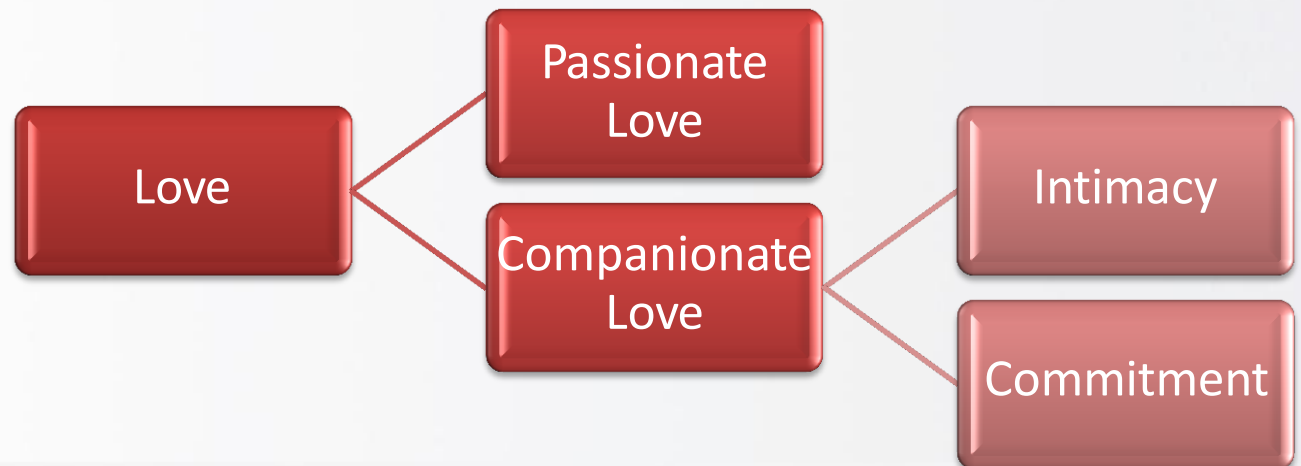 Love
Passionate
Love
Companionate
Love
Intimacy
Commitment